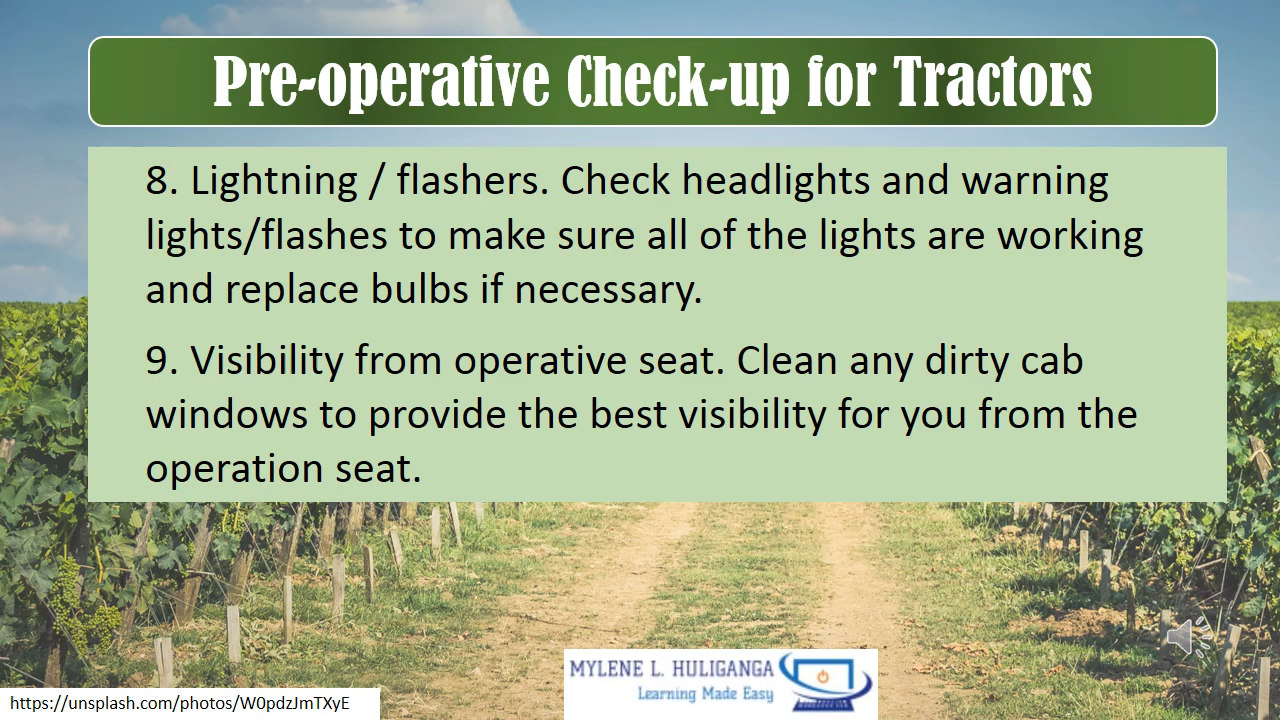 Pre-operative Check-up for Tractors
8. Lightning / flashers. Check headlights and warning
lights/flashes to make sure all of the lights are working
and replace bulbs if necessary.
9. Visibility from operative seat. Clean any dirty cab
windows to provide the best visibility for you from the
operation seat.
MYLENE L. HULIGANGA
Learning Made Easy
https://unsplash.com/photos/W0pdzJmTXyE